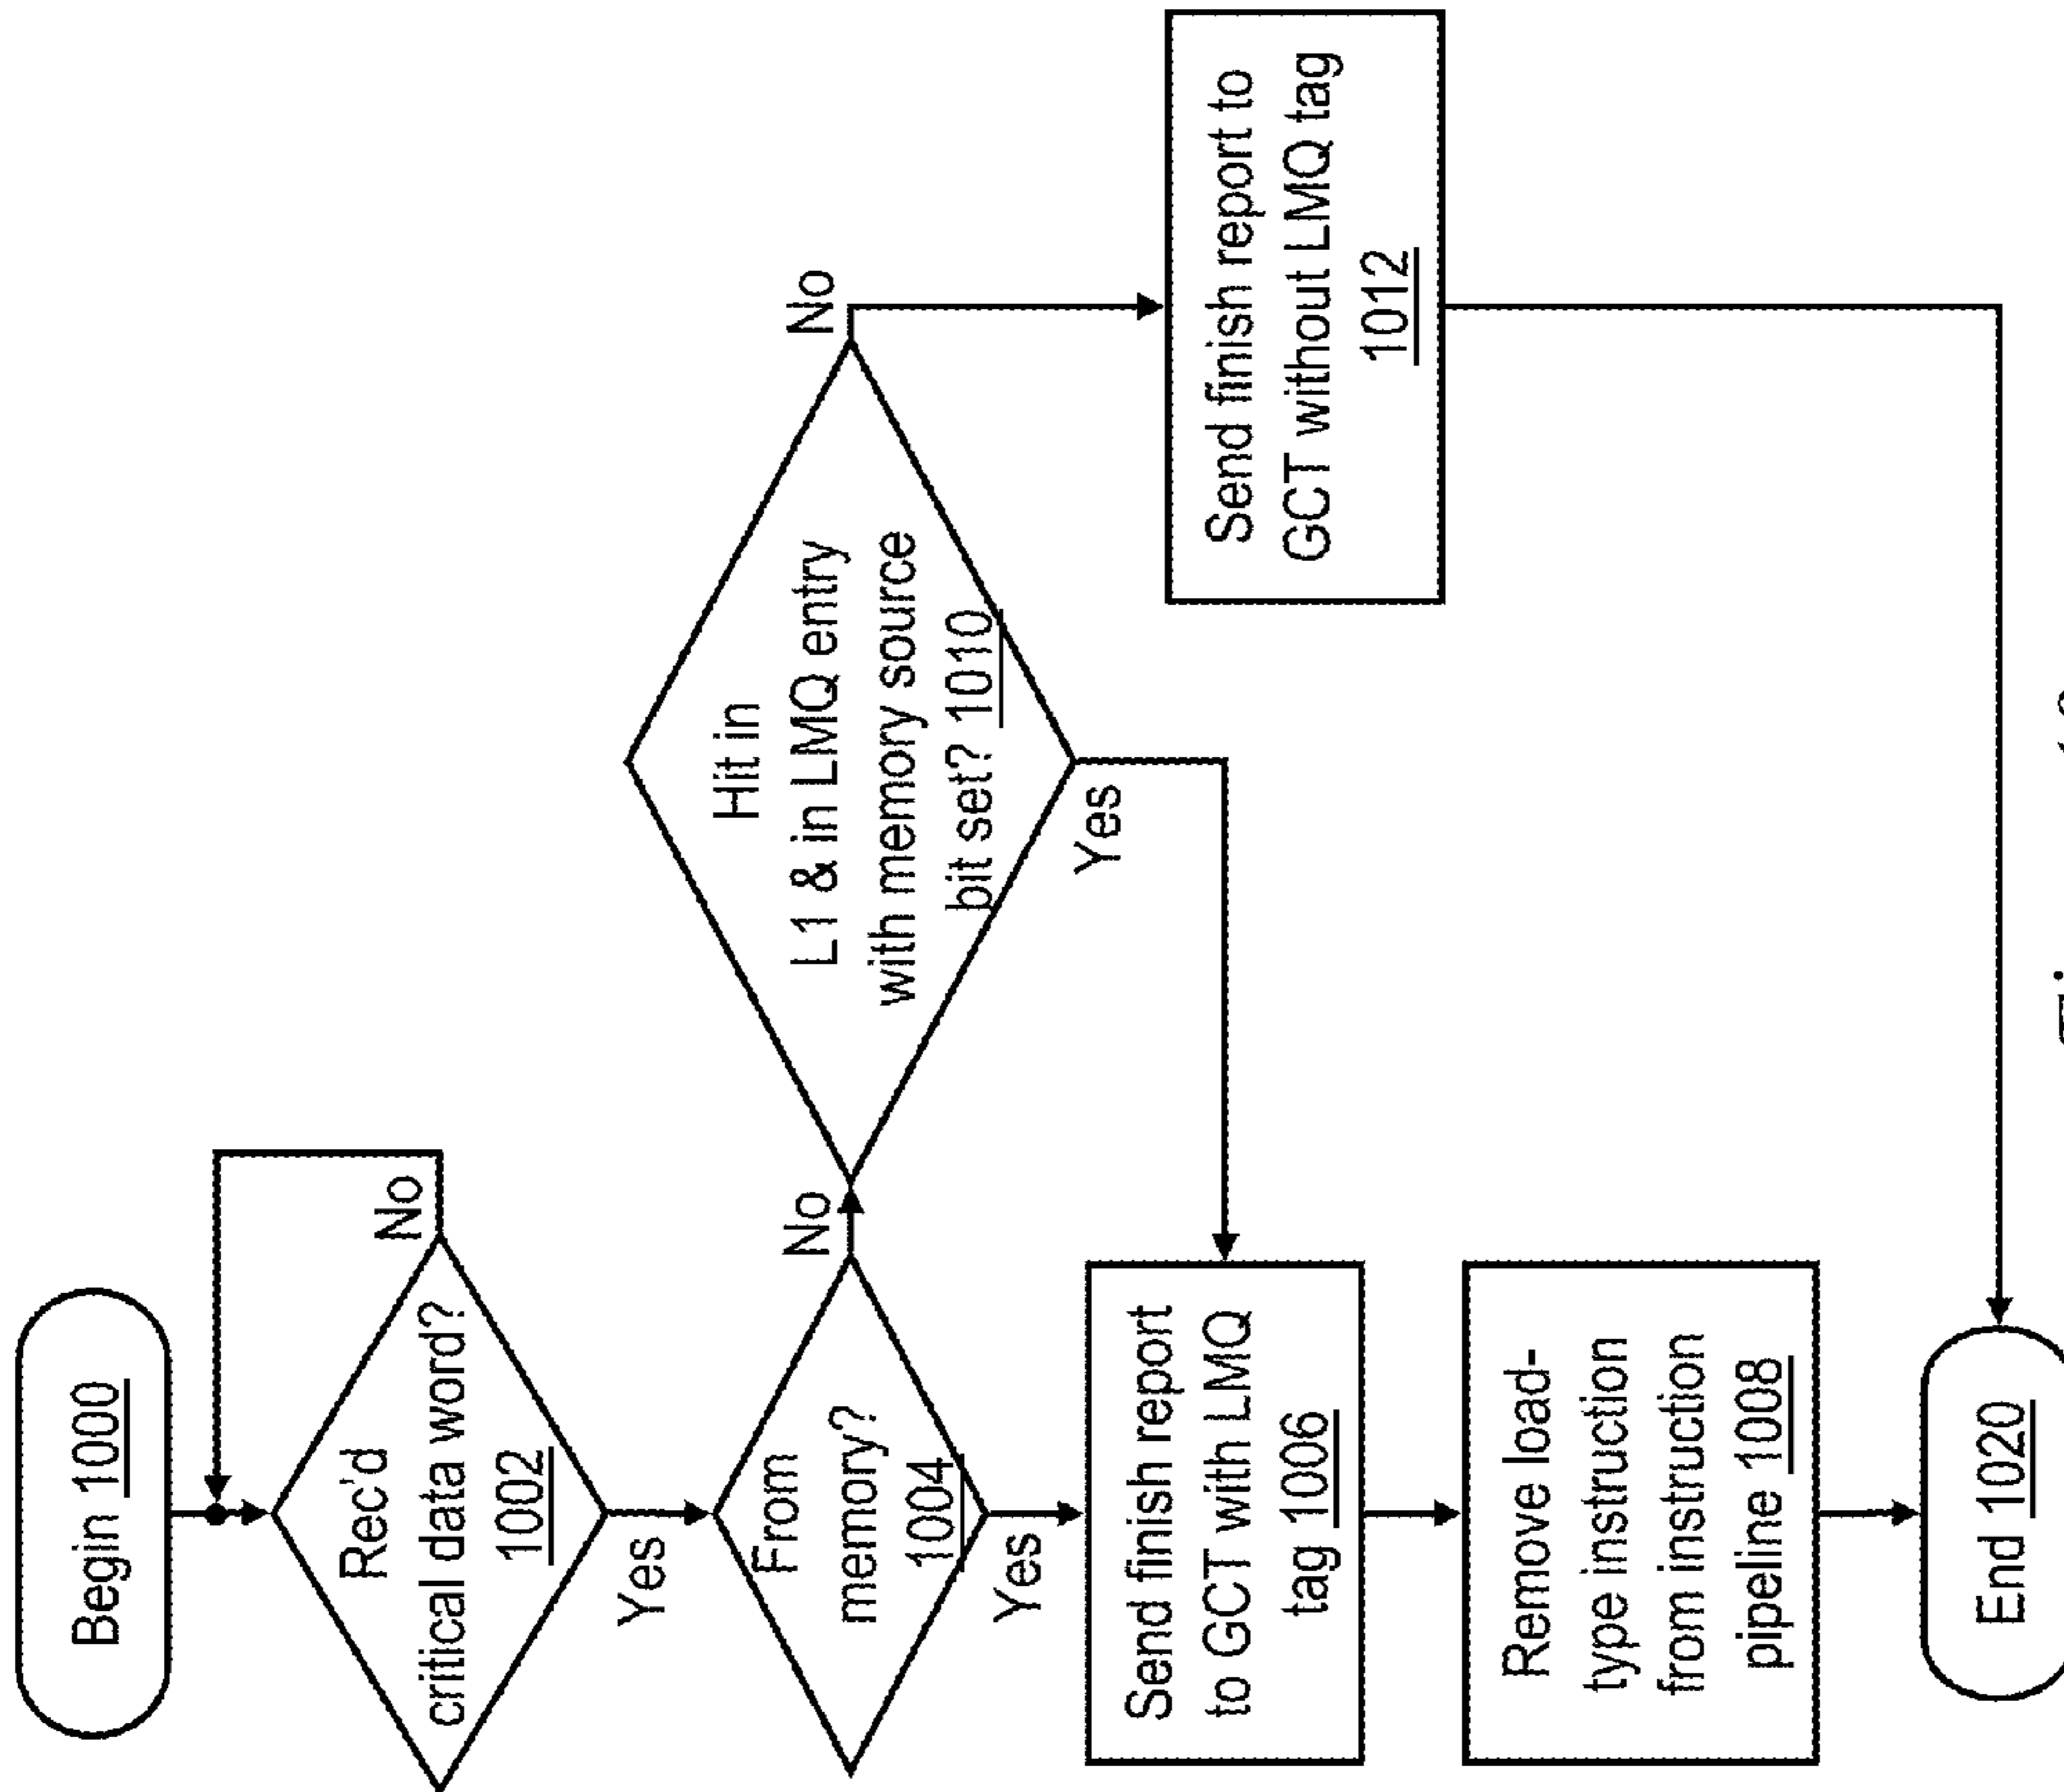 Begin 1000
Rec'd
critical data word?
1002
No
Yes
From
memory?
1004
No
Yes
Hit in
L1 & in LMQ entry
with memory source
bit set? 1010
No
Yes
Send finish report
to GCT with LMQ
tag 1006
Send finish report to
GCT without LMQ tag
1012
Remove load-
type instruction
from instruction
pipeline 1008
End 1020